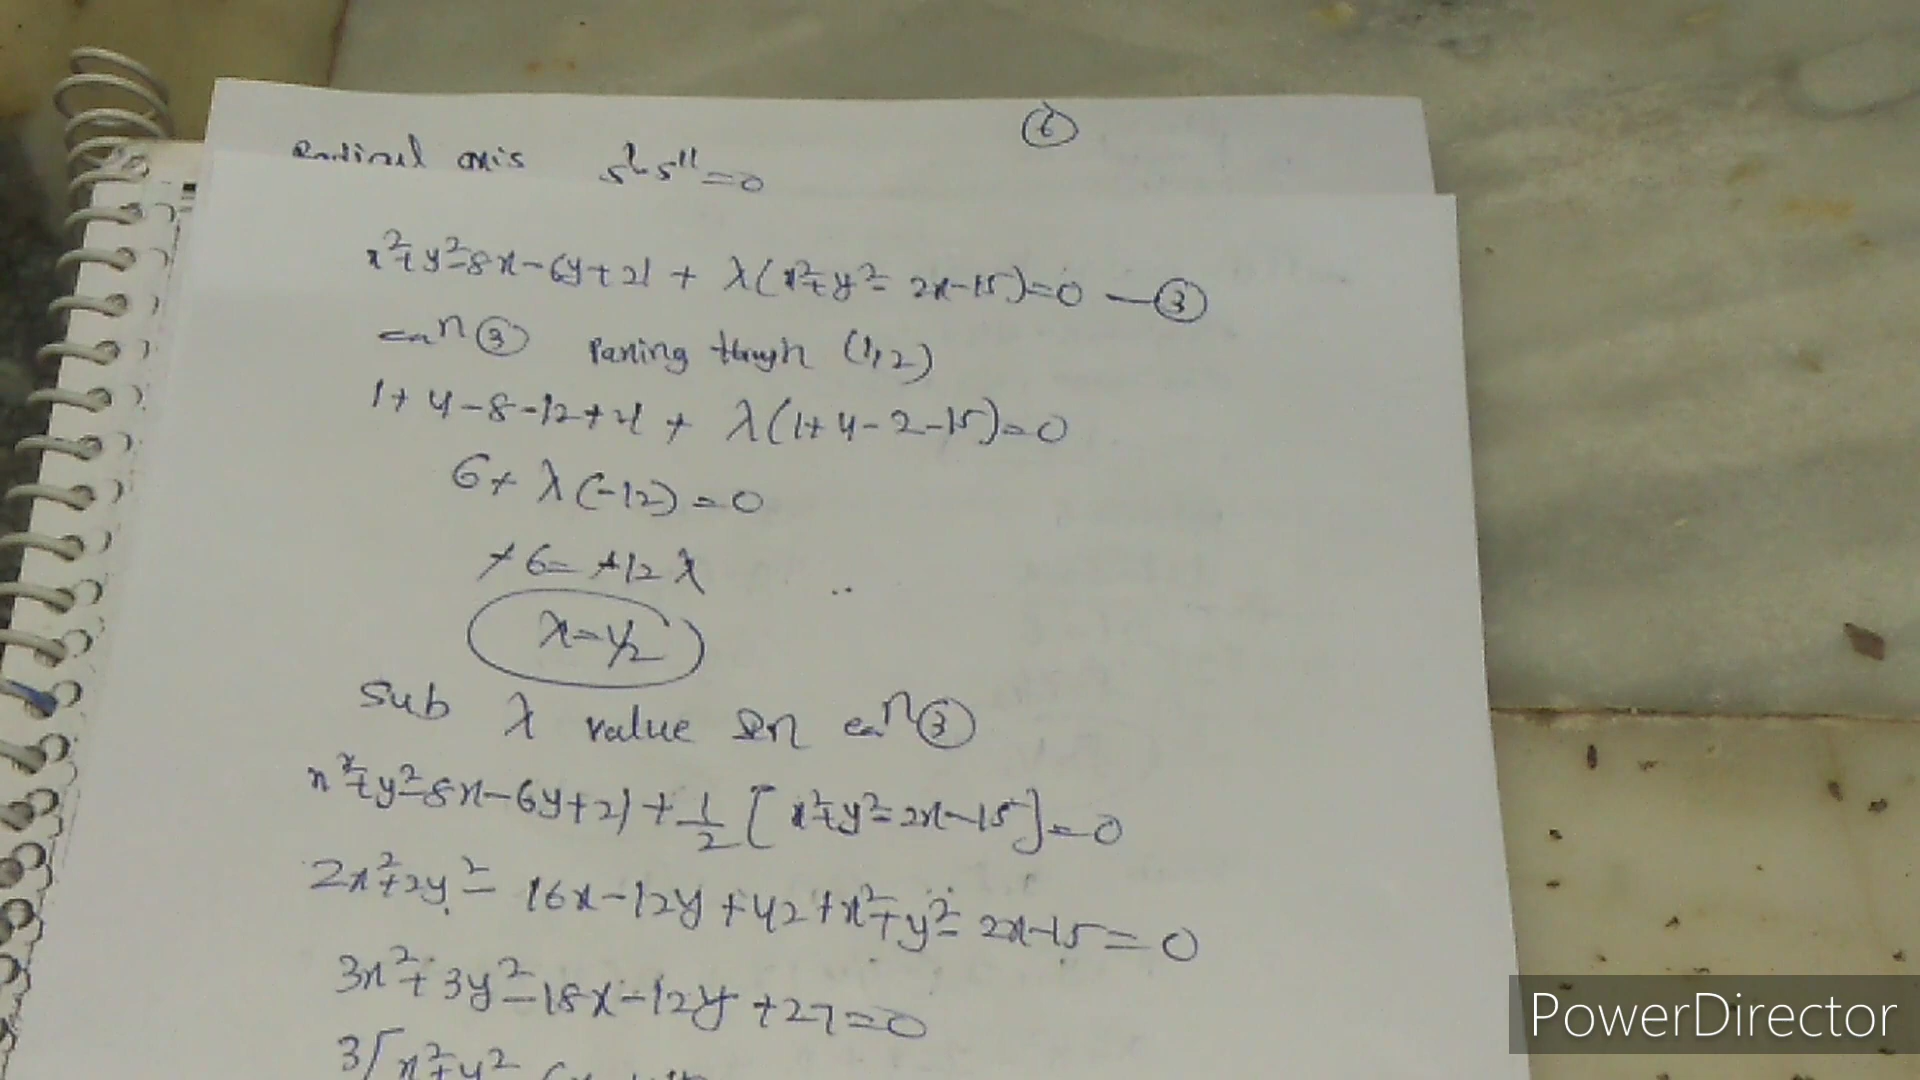 6
Radical axis S'-S"=0
x²+y²-8x-6y+21 + λ(x²+y²-2x-15)=0 —③
eqn ③ Passing through (1,2)
1+4-8-12+21 + λ(1+4-2-15)=0
6+ λ(-12)=0
+6= +12λ
λ=1/2
Sub λ value in eqn ③
x²+y²-8x-6y+21+1/2[x²+y²-2x-15]=0
2x²+2y²-16x-12y+42+x²+y²-2x-15=0
3x²+3y²-18x-12y+27=0
3[x²+y²
PowerDirector